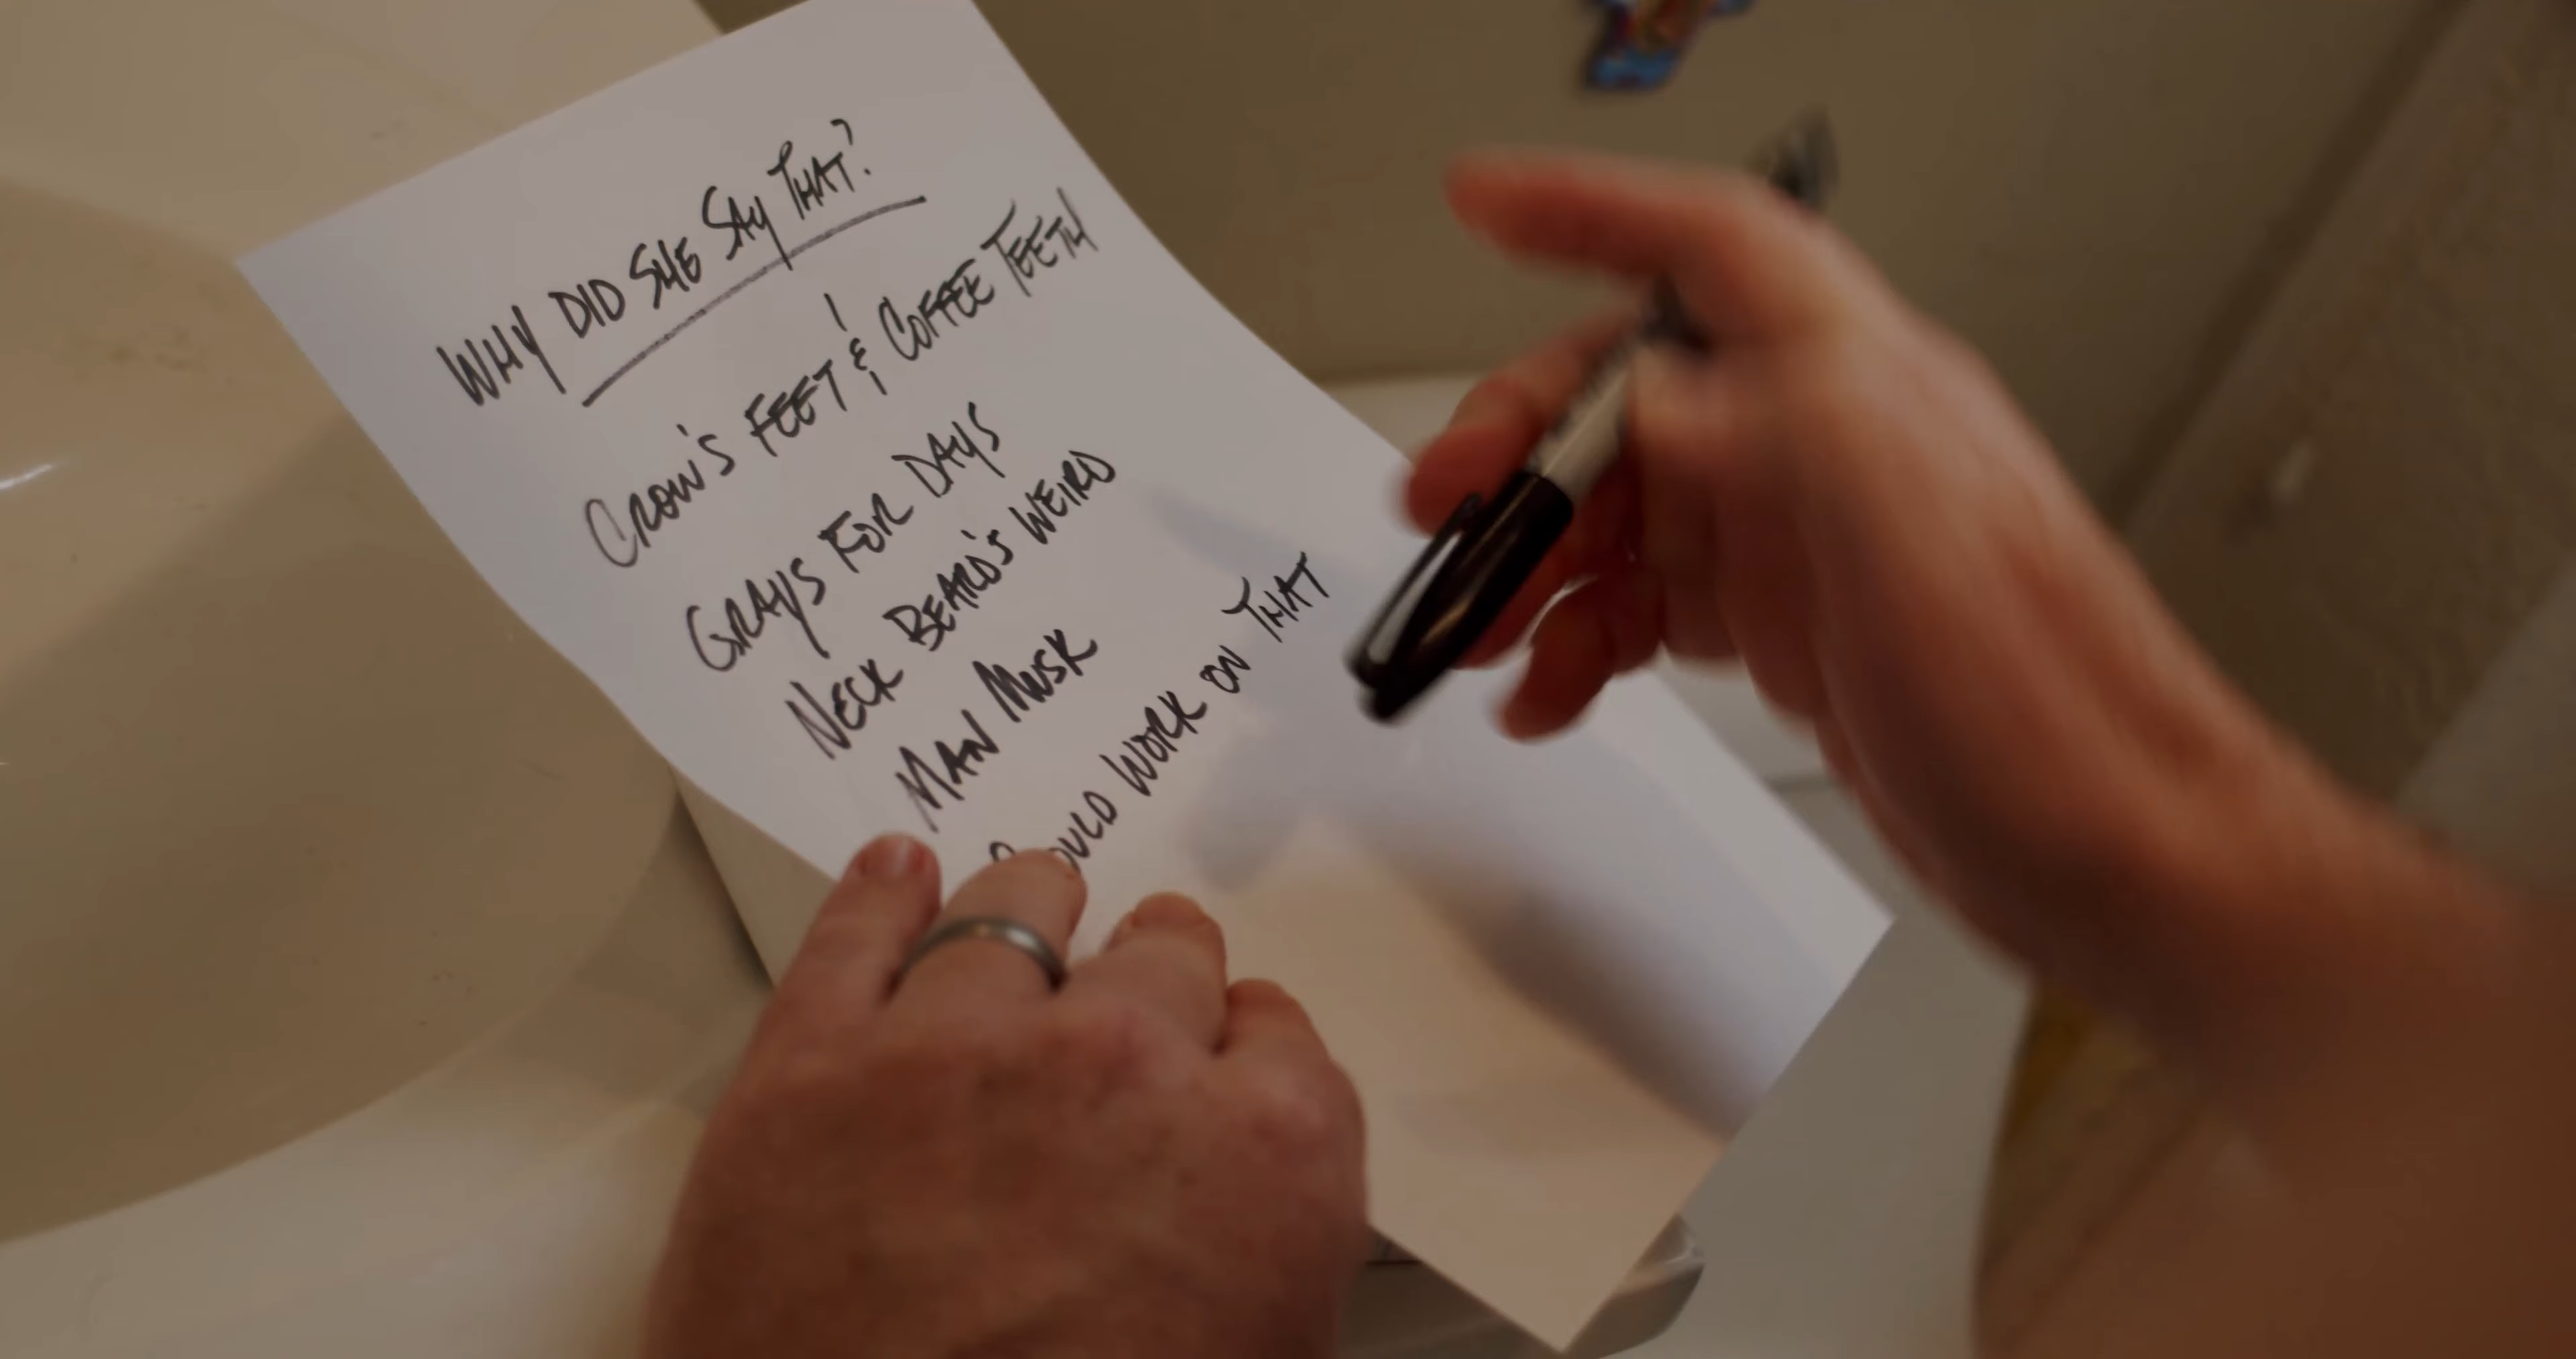 WHY DID SHE SAY THAT?
CROW'S FEET & COFFEE TEETH
GRAYS FOR DAYS
NECK BEARD'S WEIRD
MAN MUSK
WORK ON THAT